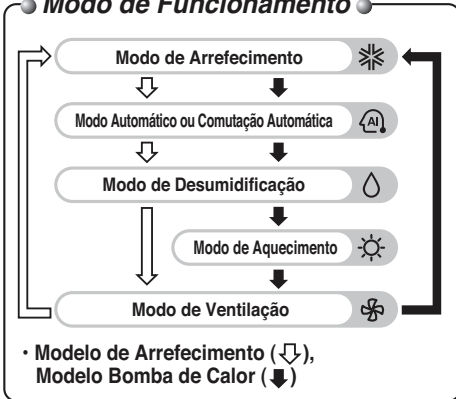 Modo de Funcionamento
Modo de Arrefecimento
Modo Automático ou Comutação Automática
AI
Modo de Desumidificação
Modo de Aquecimento
Modo de Ventilação
· Modelo de Arrefecimento (⇩),
Modelo Bomba de Calor (🡇)